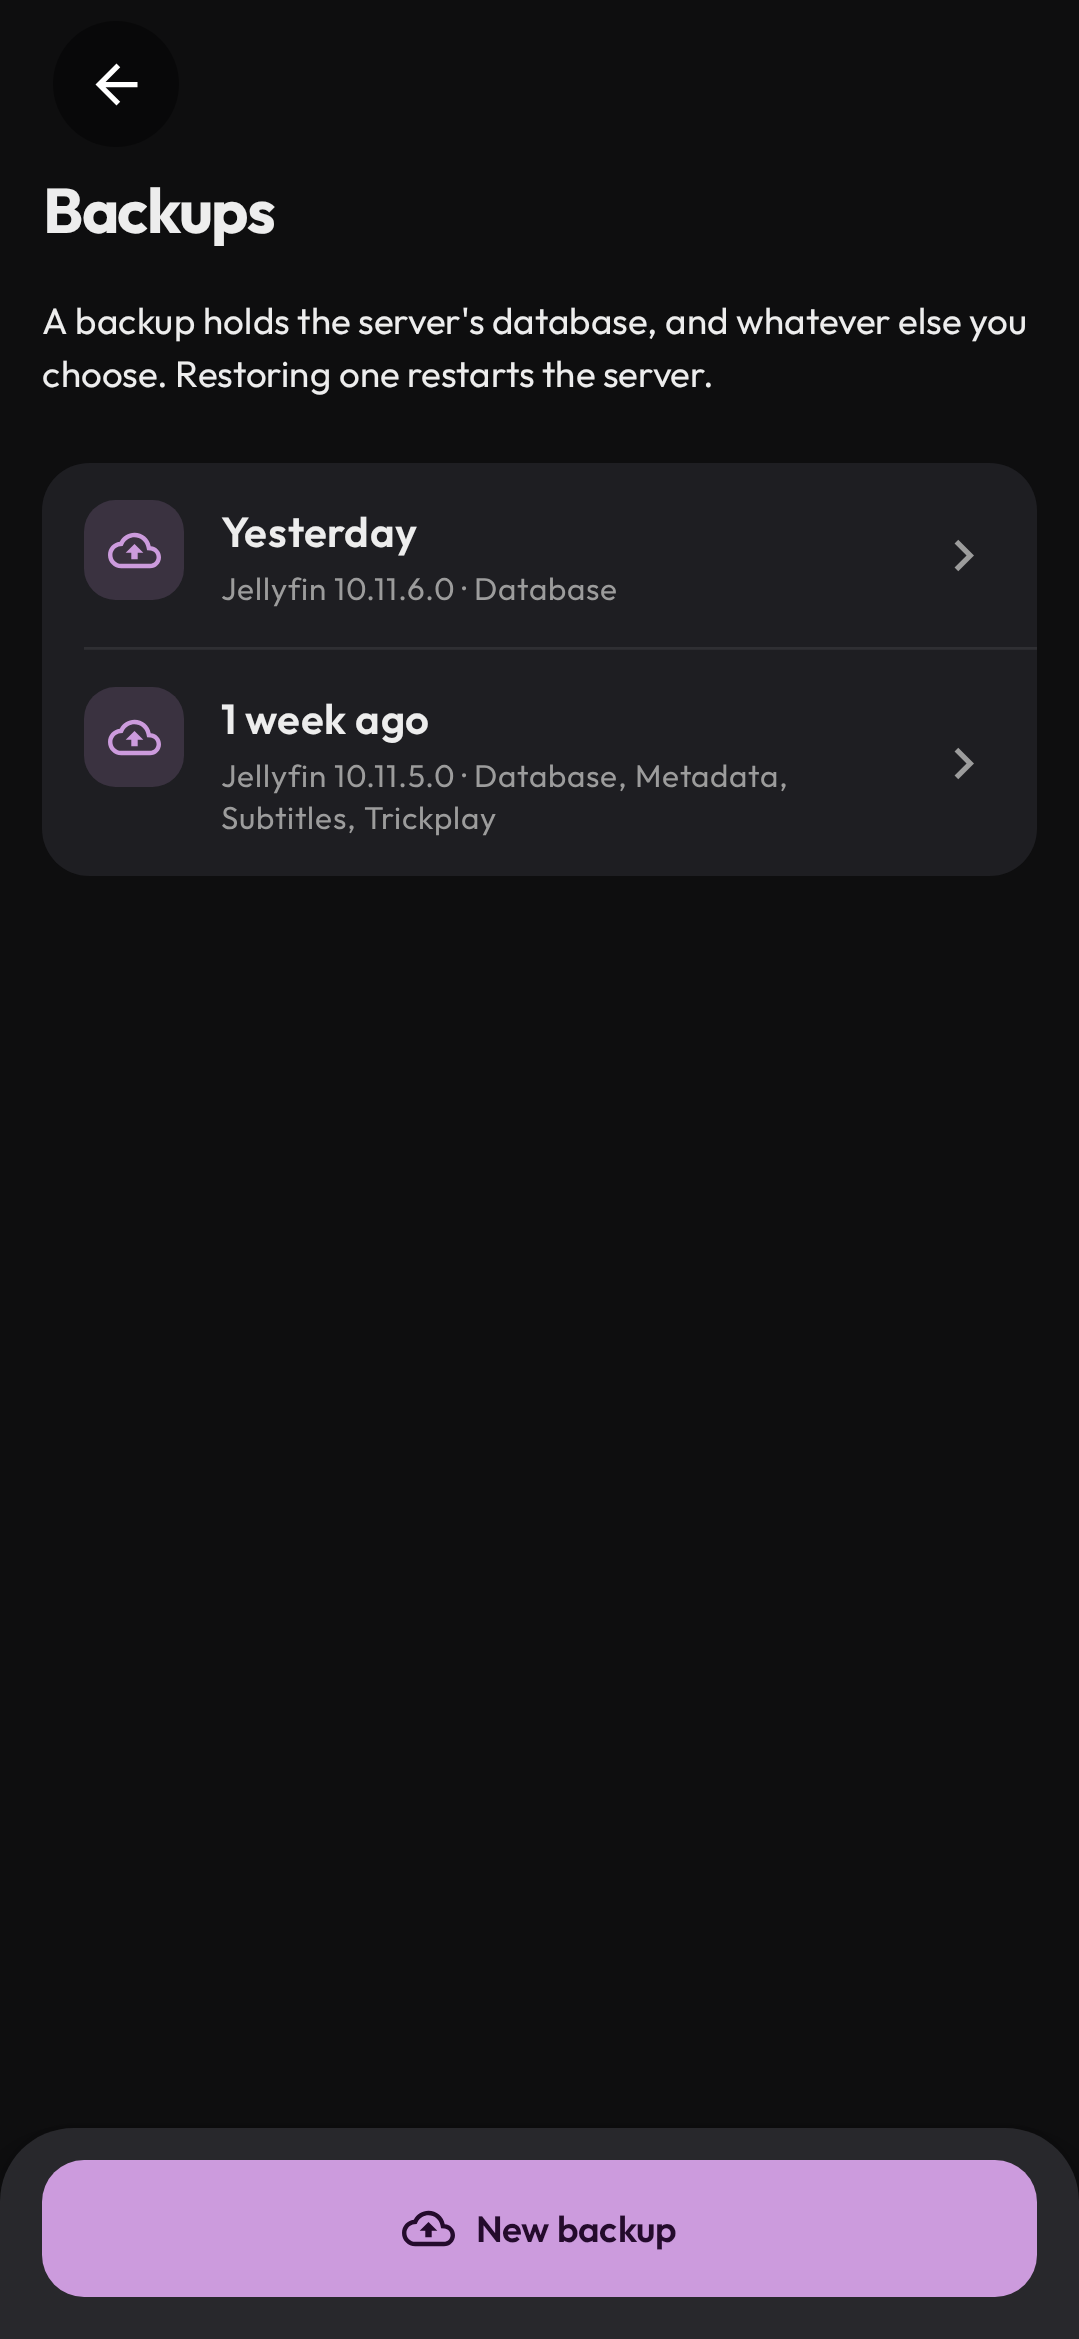 Backups
A backup holds the server's database, and whatever else you
choose. Restoring one restarts the server.
Yesterday
Jellyfin 10.11.6.0 · Database
1 week ago
Jellyfin 10.11.5.0 · Database, Metadata,
Subtitles, Trickplay
New backup